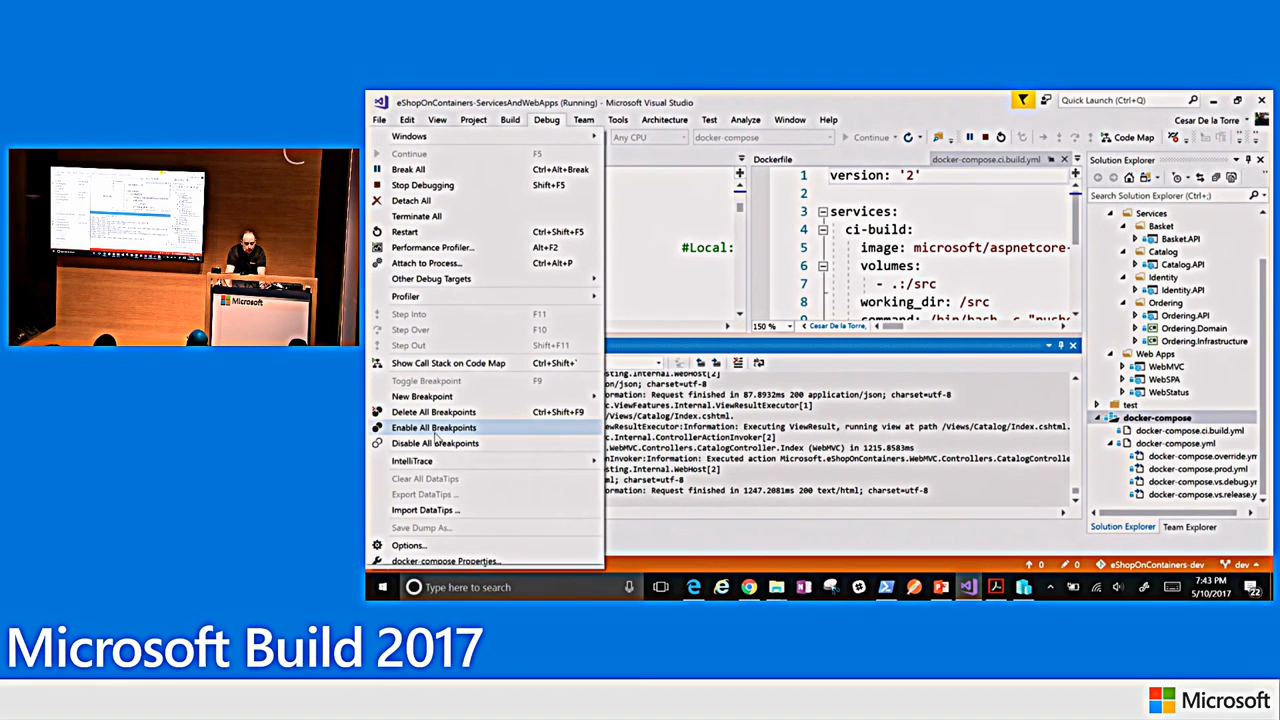 eShopOnContainers-ServicesAndWebApps (Running) - Microsoft Visual Studio
Quick Launch (Ctrl+Q)
File Edit View Project Build Debug Team Tools Architecture Test Analyze Window Help
Cesar De la Torre
Any CPU
docker-compose
Continue
Code Map
Windows
Continue F5
Break All Ctrl+Alt+Break
Stop Debugging Shift+F5
Detach All
Terminate All
Restart Ctrl+Shift+F5
Performance Profiler... Alt+F2
Attach to Process... Ctrl+Alt+P
Other Debug Targets
Profiler
Step Into F11
Step Over F10
Step Out Shift+F11
Show Call Stack on Code Map Ctrl+Shift+`
Toggle Breakpoint F9
New Breakpoint
Delete All Breakpoints Ctrl+Shift+F9
Enable All Breakpoints
Disable All Breakpoints
IntelliTrace
Clear All DataTips
Export DataTips ...
Import DataTips ...
Save Dump As...
Options...
docker-compose Properties...
#Local:
Dockerfile
docker-compose.ci.build.yml
1 version: '2'
2
3 services:
4 ci-build:
5 image: microsoft/aspnetcore-
6 volumes:
7 - .:/src
8 working_dir: /src
150 %
Cesar De la Torre,
sting.Internal.WebHost[2]
on/json; charset=utf-8
ormation: Request finished in 87.8932ms 200 application/json; charset=utf-8
c.ViewFeatures.Internal.ViewResultExecutor[1]
/Views/Catalog/Index.cshtml.
ewResultExecutor:Information: Executing ViewResult, running view at path /Views/Catalog/Index.cshtml.
c.Internal.ControllerActionInvoker[2]
WebMVC.Controllers.CatalogController.Index (WebMVC) in 1215.8583ms
nInvoker:Information: Executed action Microsoft.eShopOnContainers.WebMVC.Controllers.CatalogControlle
sting.Internal.WebHost[2]
ml; charset=utf-8
ormation: Request finished in 1247.2081ms 200 text/html; charset=utf-8
Solution Explorer
Search Solution Explorer (Ctrl+;)
Services
Basket
Basket.API
Catalog
Catalog.API
Identity
Identity.API
Ordering
Ordering.API
Ordering.Domain
Ordering.Infrastructure
Web Apps
WebMVC
WebSPA
WebStatus
test
docker-compose
docker-compose.ci.build.yml
docker-compose.yml
docker-compose.override.ym
docker-compose.prod.yml
docker-compose.vs.debug.y
docker-compose.vs.release.y
Solution Explorer Team Explorer
0 0 eShopOnContainers-dev dev
Type here to search
7:43 PM
5/10/2017
22
Microsoft
Microsoft Build 2017
Microsoft